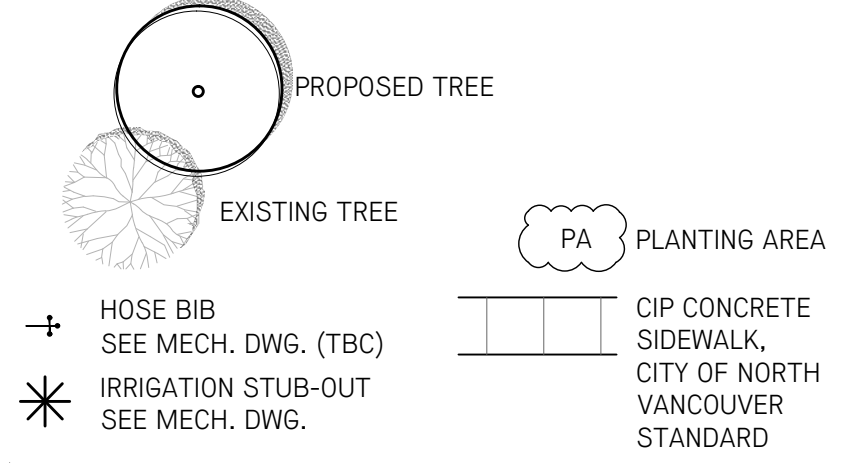 PROPOSED TREE
EXISTING TREE
HOSE BIB
SEE MECH. DWG. (TBC)
IRRIGATION STUB-OUT
SEE MECH. DWG.
PA
PLANTING AREA
CIP CONCRETE
SIDEWALK,
CITY OF NORTH
VANCOUVER
STANDARD